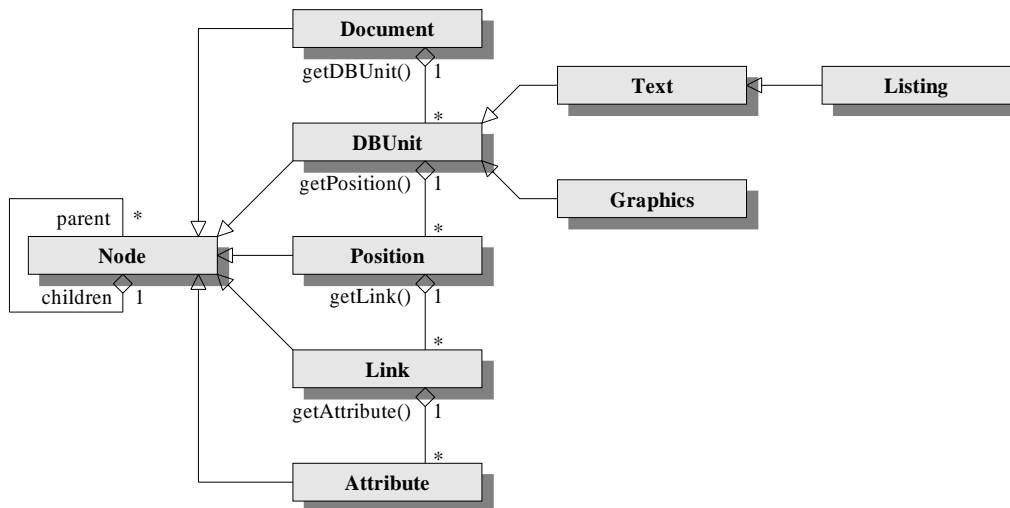 Document
getDBUnit() 1
Text
Listing
*
DBUnit
getPosition() 1
Graphics
parent *
*
Node
Position
children 1
getLink() 1
*
Link
getAttribute() 1
*
Attribute